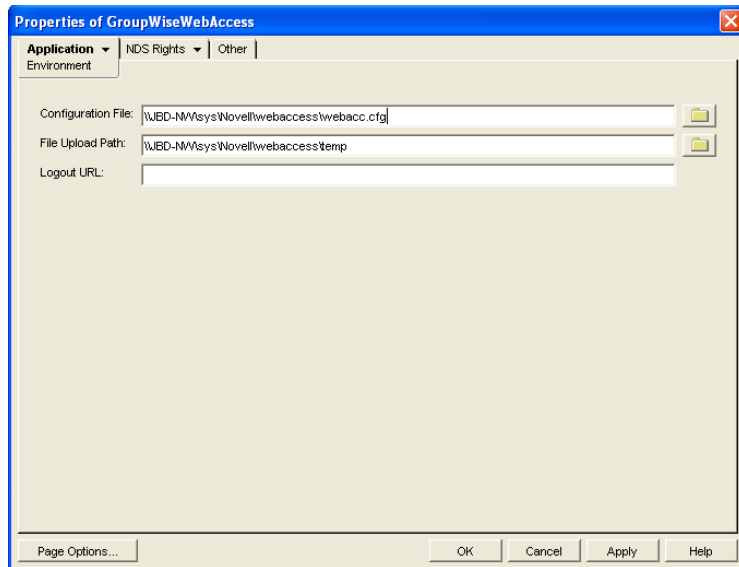 Properties of GroupWiseWebAccess
Application NDS Rights Other
Environment
Configuration File: \\JBD-NW\sys\Novell\webaccess\webacc.cfg
File Upload Path: \\JBD-NW\sys\Novell\webaccess\temp
Logout URL:
Page Options... OK Cancel Apply Help